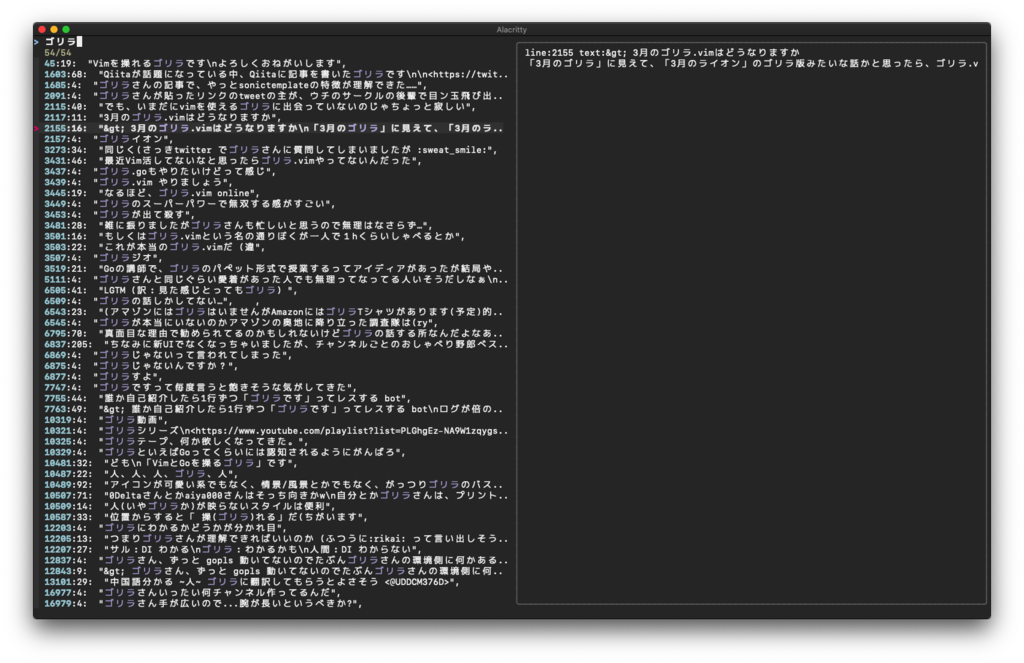 Alacritty
> ゴリラ
54/54
45:19: "Vimを操れるゴリラです\nよろしくおねがいします",
1603:68: "Qiitaが話題になっている中、Qiitaに記事を書いたゴリラです\n\n<https://twit..
1685:4: "ゴリラさんの記事で、やっとsonictemplateの特徴が理解できた……",
2091:4: "ゴリラさんが貼ったリンクのtweetの主が、ウチのサークルの後輩で目ン玉飛び出..
2115:40: "でも、いまだにvimを使えるゴリラに出会っていないのじゃちょっと寂しい",
2117:11: "3月のゴリラ.vimはどうなりますか",
> 2155:16: "&gt; 3月のゴリラ.vimはどうなりますか\n「3月のゴリラ」に見えて、「3月のラ..
2157:4: "ゴリライオン",
3273:34: "同じく(さっきtwitter でゴリラさんに質問してしまいましたが :sweat_smile:",
3431:46: "最近Vim活してないなと思ったらゴリラ.vimやってないんだった",
3437:4: "ゴリラ.goもやりたいけどって感じ",
3439:4: "ゴリラ.vim やりましょう",
3445:19: "なるほど、ゴリラ.vim online",
3449:4: "ゴリラのスーパーパワーで無双する感がすごい",
3453:4: "ゴリラが出て殺す",
3481:28: "雑に振りましたがゴリラさんも忙しいと思うので無理はなさらず…",
3501:16: "もしくはゴリラ.vimという名の通りぼくが一人で１hくらいしゃべるとか",
3503:22: "これが本当のゴリラ.vimだ（違",
3507:4: "ゴリラジオ",
3519:21: "Goの講師で、ゴリラのパペット形式で授業するってアイディアがあったが結局や..
5111:4: "ゴリラさんと同じぐらい愛着があった人でも無理ってなってる人いそうだしなぁ\n..
6505:41: "LGTM（訳：見た感じとってもゴリラ）",
6509:4: "ゴリラの話しかしてない…",
6543:23: "(アマゾンにはゴリラはいませんがAmazonにはゴリラTシャツがあります(予定)的..
6545:4: "ゴリラが本当にいないのかアマゾンの奥地に降り立った調査隊は(ry",
6795:70: "真面目な理由で勧められてるのかもしれないけどゴリラの話する所なんだよなあ..
6837:205: "ちなみに新UIでなくなっちゃいましたが、チャンネルごとのおしゃべり野郎ベス..
6869:4: "ゴリラじゃないって言われてしまった",
6875:4: "ゴリラじゃないんですか？",
6877:4: "ゴリラすよ",
7747:4: "ゴリラですって毎度言うと飽きそうな気がしてきた",
7755:44: "誰か自己紹介したら1行ずつ「ゴリラです」ってレスする bot",
7763:49: "&gt; 誰か自己紹介したら1行ずつ「ゴリラです」ってレスする bot\nログが倍の..
10319:4: "ゴリラ動画",
10321:4: "ゴリラシリーズ\n<https://www.youtube.com/playlist?list=PLGhgEz-NA9W1zqygs..
10325:4: "ゴリラテープ、何か欲しくなってきた。",
10329:4: "ゴリラといえばGoってくらいには認知されるようにがんばろ",
10481:32: "ども\n「VimとGoを操るゴリラ」です",
10487:22: "人、人、人、ゴリラ、人",
10489:92: "アイコンが可愛い系でもなく、情景/風景とかでもなく、がっつりゴリラのバス..
10507:71: "0Deltaさんとかaiya000さんはそっち向きかw\n自分とかゴリラさんは、プリント..
10509:14: "人(いやゴリラか)が映らないスタイルは便利",
10587:33: "位置からすると「 操(ゴリラ)れる」だ(ちがいます",
12203:4: "ゴリラにわかるかどうかが分かれ目",
12205:13: "つまりゴリラさんが理解できればいいのか (ふつうに:rikai: って言い出しそう..
12207:27: "サル：DI わかる\nゴリラ：わかるかも\n人間：DI わからない",
12837:4: "ゴリラさん、ずっと gopls 動いてないのでたぶんゴリラさんの環境側に何かある..
12843:9: "&gt; ゴリラさん、ずっと gopls 動いてないのでたぶんゴリラさんの環境側に何..
13101:29: "中国語分かる ~人~ ゴリラに翻訳してもらうとよさそう <@UDDCM376D>",
16977:4: "ゴリラさんいったい何チャンネル作ってるんだ",
16979:4: "ゴリラさん手が広いので...腕が長いというべきか?",
line:2155 text:&gt; 3月のゴリラ.vimはどうなりますか
「3月のゴリラ」に見えて、「3月のライオン」のゴリラ版みたいな話かと思ったら、ゴリラ.v